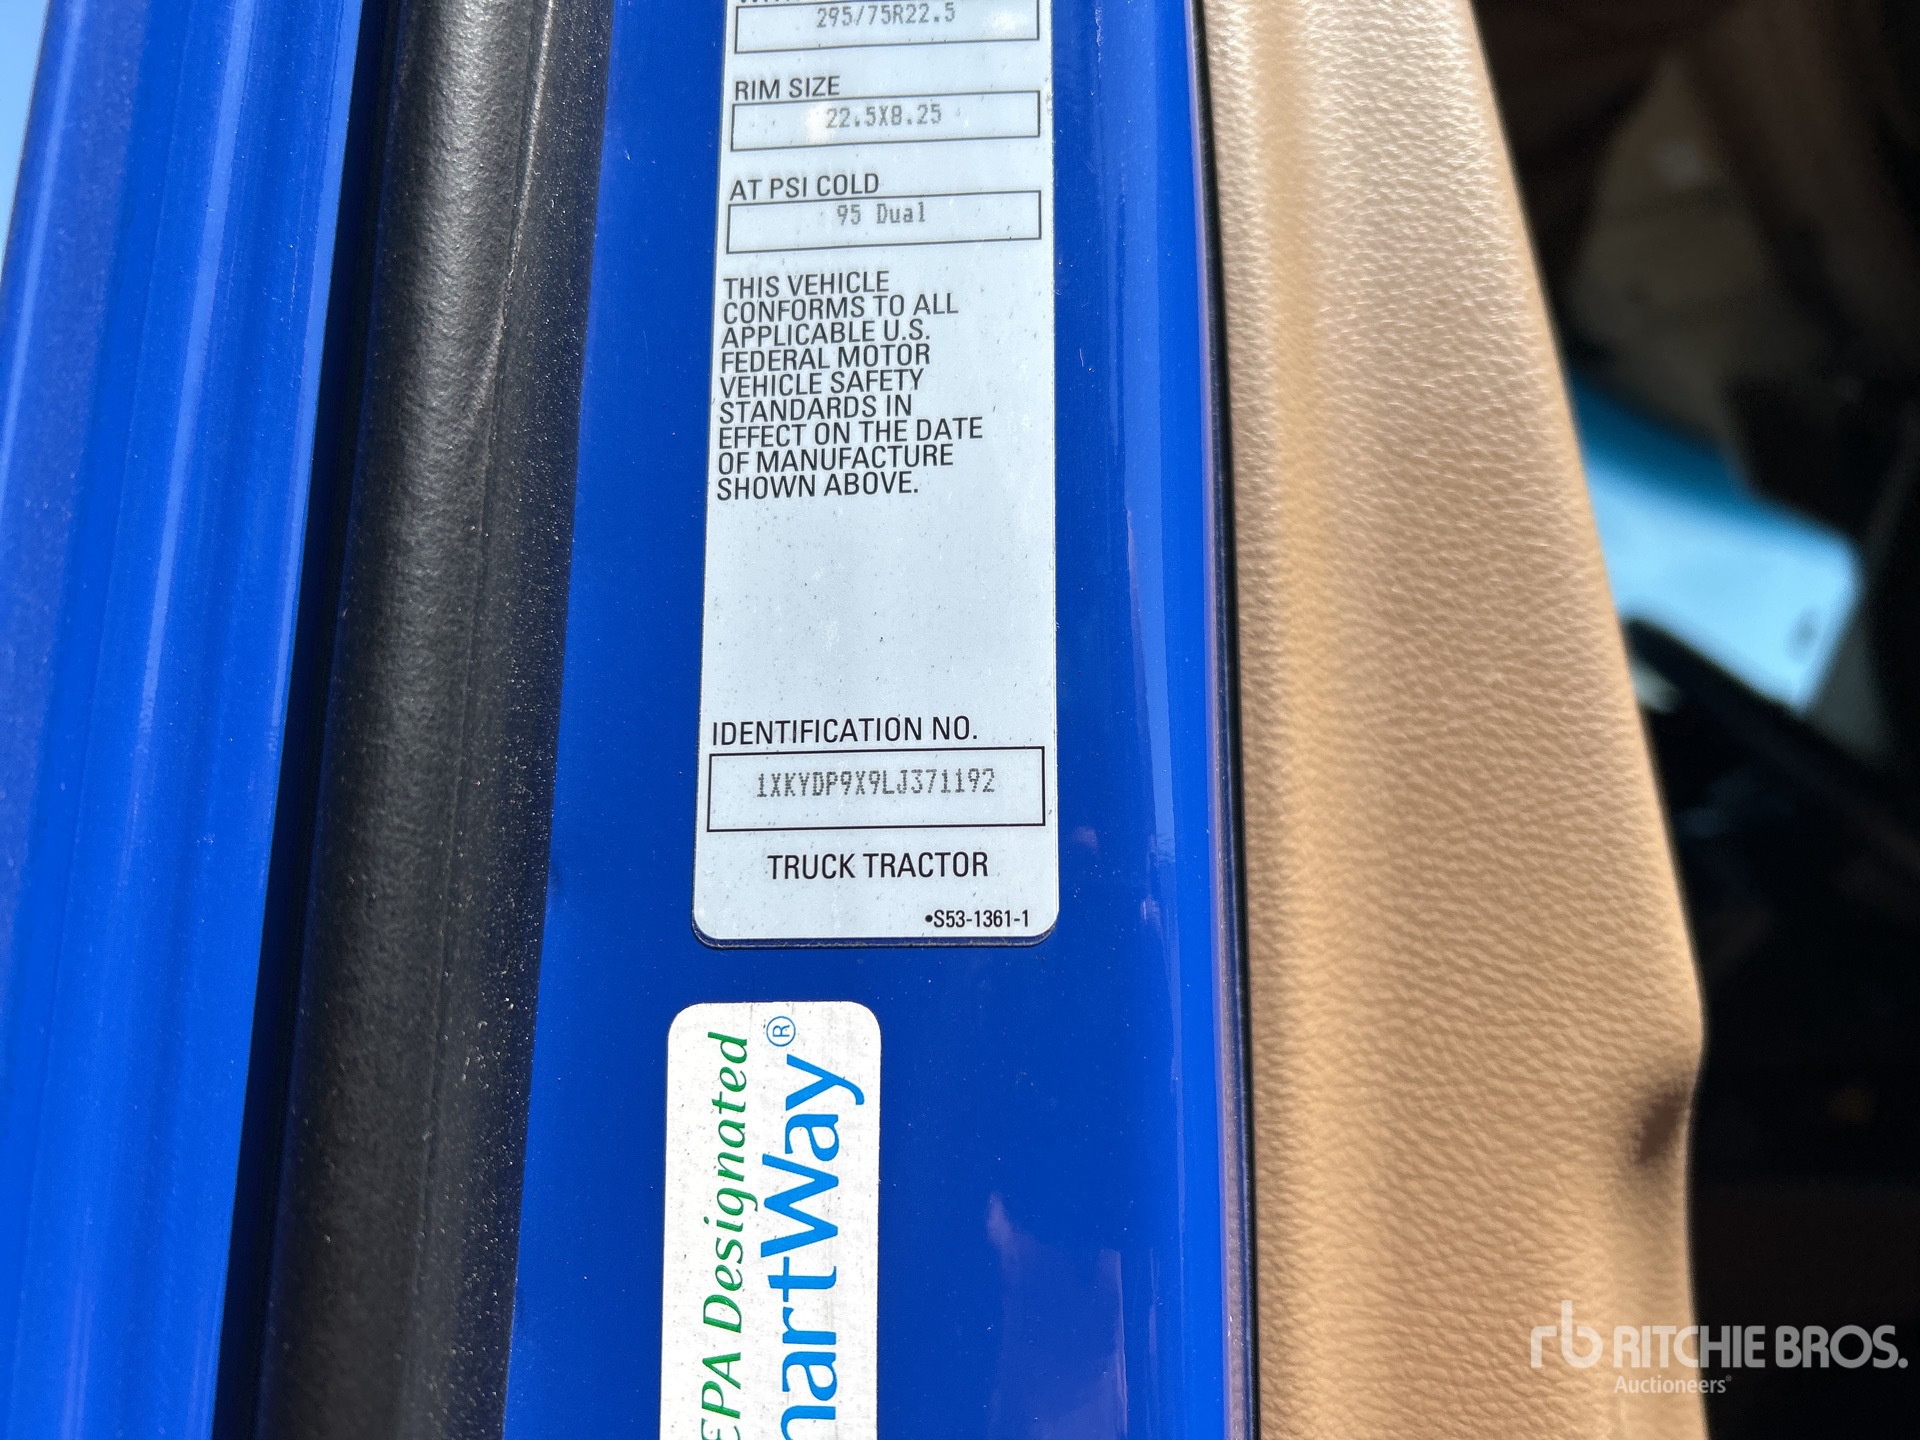 295/75R22.5
RIM SIZE
22.5X8.25
AT PSI COLD
95 Dual
THIS VEHICLE
CONFORMS TO ALL
APPLICABLE U.S.
FEDERAL MOTOR
VEHICLE SAFETY
STANDARDS IN
EFFECT ON THE DATE
OF MANUFACTURE
SHOWN ABOVE.
IDENTIFICATION NO.
1XKYDP9X9LJ371192
TRUCK TRACTOR
•S53-1361-1
EPA Designated
martWay®
rb RITCHIE BROS.
Auctioneers®